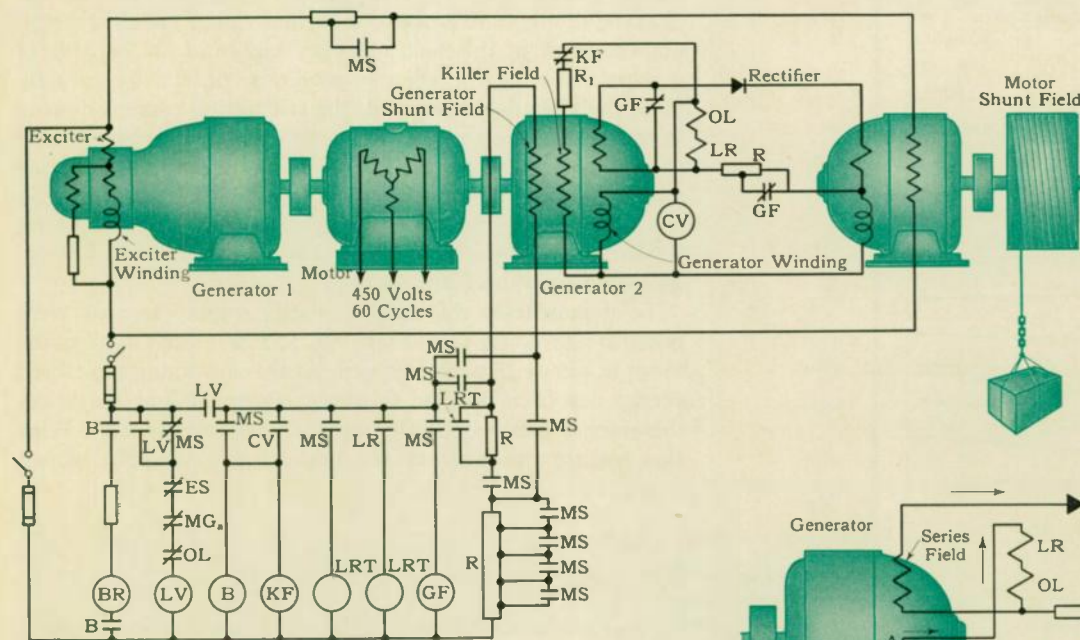 MS
Killer Field
Generator
Shunt Field
KF
R₁
GF
Rectifier
OL
LR
R
GF
CV
Motor
Shunt Field
Exciter
Exciter
Winding
Generator 1
Motor
450 Volts
60 Cycles
Generator 2
Generator Winding
MS
MS
LRT
LV
B
LV
MS
MS
CV
MS
LR
MS
R
MS
MS
ES
MGa
OL
MS
MS
MS
MS
R
LRT
LRT
BR
LV
B
KF
GF
B
Generator
Series
Field
LR
OL